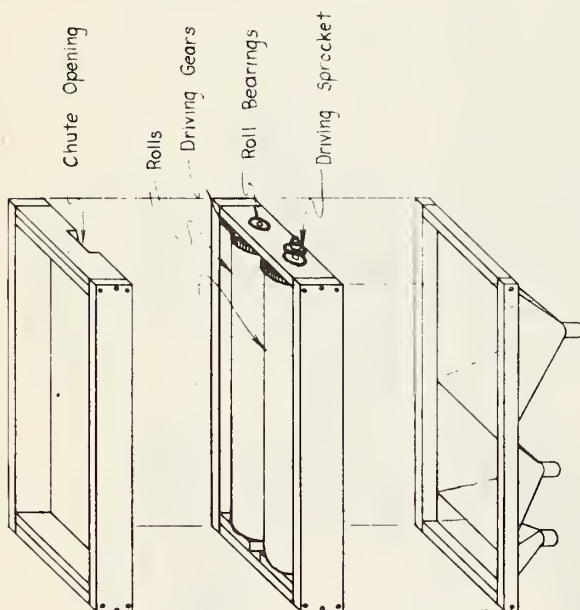 Chute Opening
Rolls
Driving Gears
Roll Bearings
Driving Sprocket